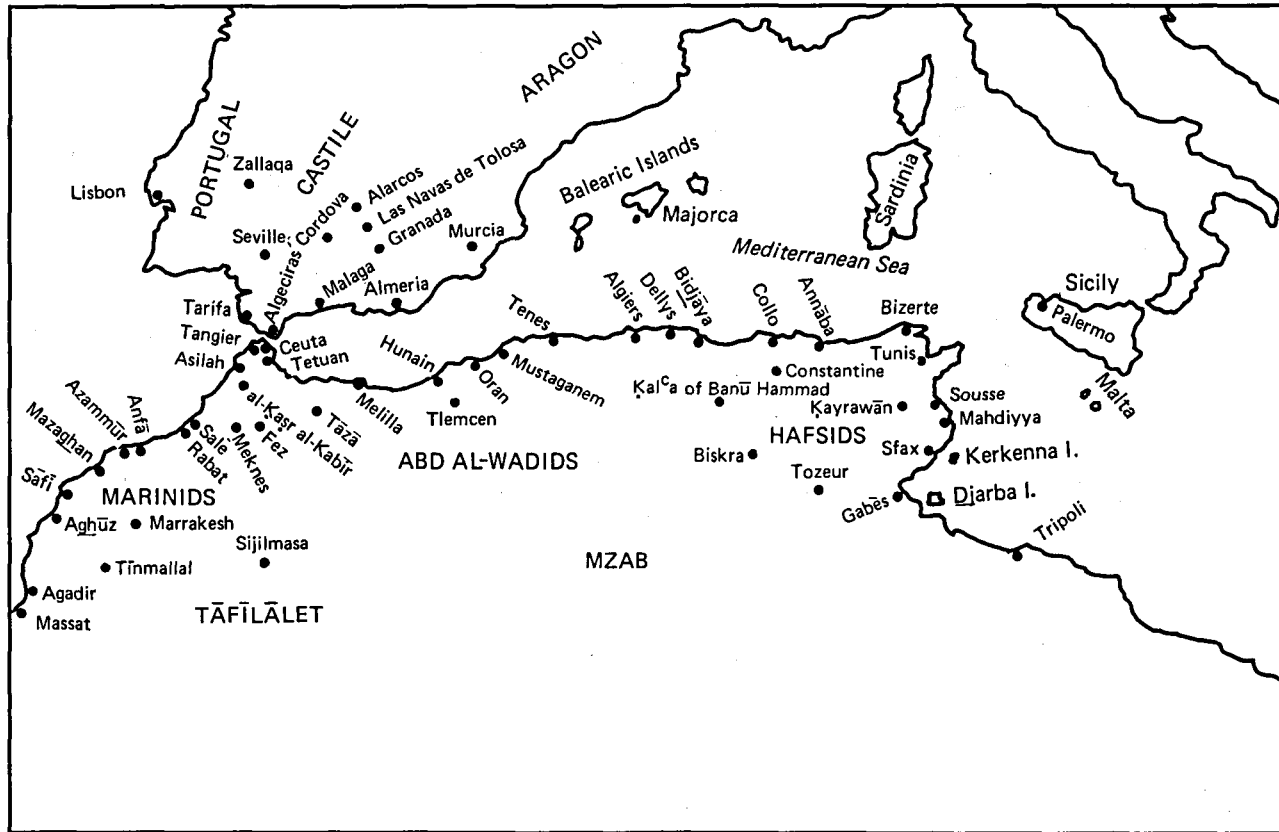 ARAGON
PORTUGAL
CASTILE
Zallaqa
Lisbon
Alarcos
Las Navas de Tolosa
Cordova
Granada
Seville
Murcia
Algeciras
Malaga
Almeria
Balearic Islands
Majorca
Sardinia
Mediterranean Sea
Sicily
Palermo
Malta
Tarifa
Tangier
Asilah
Ceuta
Tetuan
Hunain
Tenes
Algiers
Dellys
Bidjāya
Collo
Annāba
Bizerte
Tunis
Melilla
Oran
Mustaganem
Tlemcen
Constantine
Ḳalᶜa of Banū Hammad
Ḳayrawān
Sousse
Mahdiyya
HAFSIDS
Sfax
Kerkenna I.
Biskra
Tozeur
Gabès
Djarba I.
Tripoli
Azammūr
Anfā
Mazaghan
Sāfī
Salé
Rabat
Meknes
Fez
al-Ḳaṣr al-Kabīr
Tāzā
ABD AL-WADIDS
MARINIDS
Aghūz
Marrakesh
Sijilmasa
MZAB
Tīnmallal
Agadir
Massat
TĀFĪLĀLET